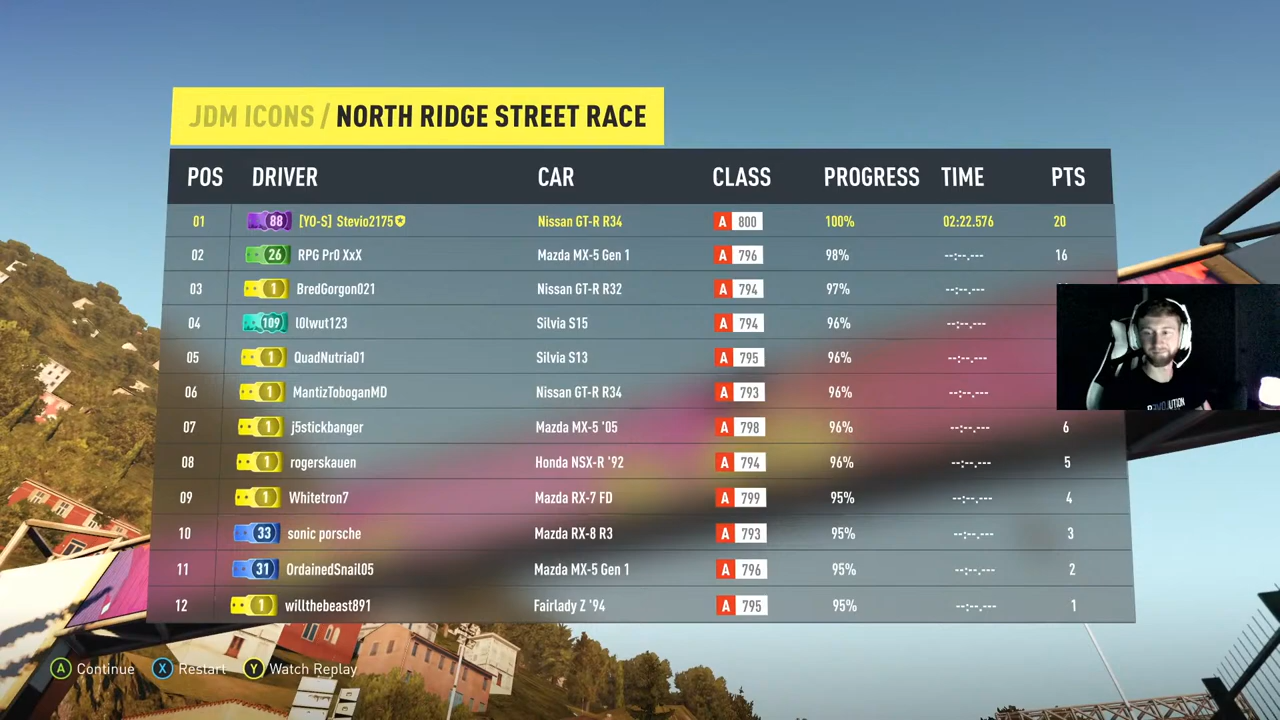 JDM ICONS / NORTH RIDGE STREET RACE
POS DRIVER CAR CLASS PROGRESS TIME PTS
01 88 [YO-S] Stevio2175 Nissan GT-R R34 A 800 100% 02:22.576 20
02 26 RPG Pr0 XxX Mazda MX-5 Gen 1 A 796 98% --:--.--- 16
03 1 BredGorgon021 Nissan GT-R R32 A 794 97% --:--.---
04 109 l0lwut123 Silvia S15 A 794 96% --:--.---
05 1 QuadNutria01 Silvia S13 A 795 96% --:--.---
06 1 MantizToboganMD Nissan GT-R R34 A 793 96% --:--.---
07 1 j5stickbanger Mazda MX-5 '05 A 798 96% --:--.--- 6
08 1 rogerskauen Honda NSX-R '92 A 794 96% --:--.--- 5
09 1 Whitetron7 Mazda RX-7 FD A 799 95% --:--.--- 4
10 33 sonic porsche Mazda RX-8 R3 A 793 95% --:--.--- 3
11 31 OrdainedSnail05 Mazda MX-5 Gen 1 A 796 95% --:--.--- 2
12 1 willthebeast891 Fairlady Z '94 A 795 95% --:--.--- 1
A Continue X Restart Y Watch Replay